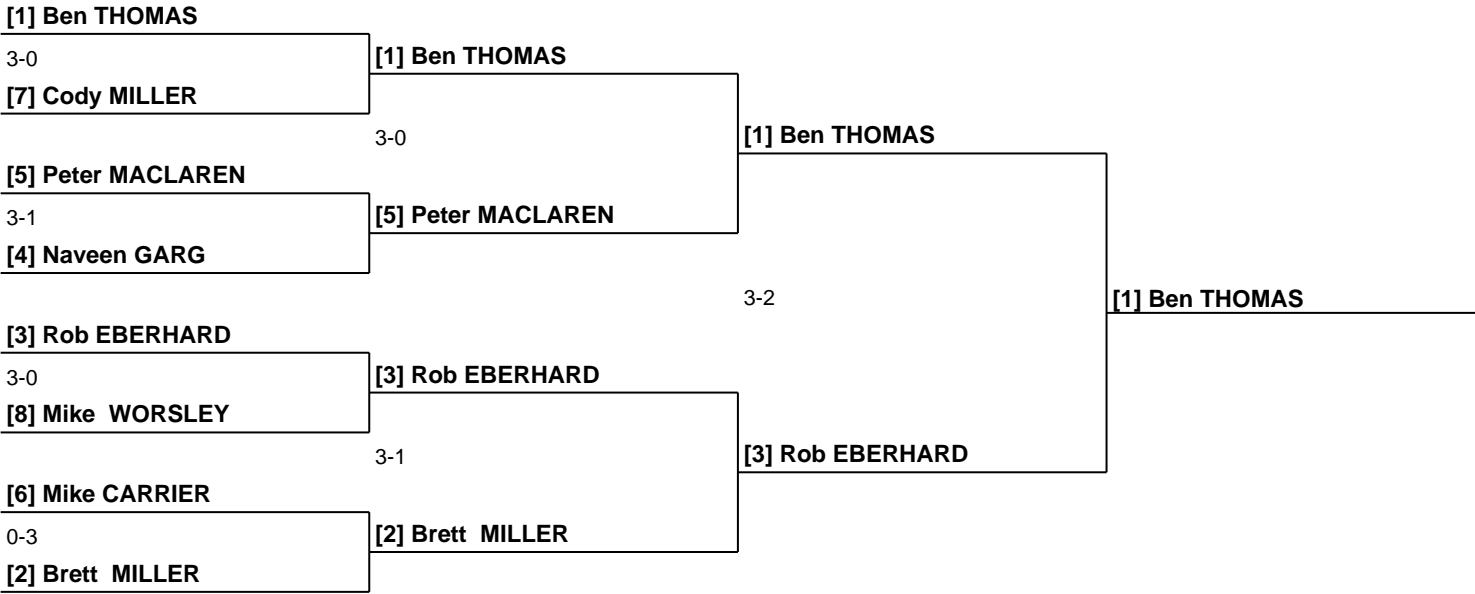 [1] Ben THOMAS
3-0
[7] Cody MILLER
[1] Ben THOMAS
3-0
[5] Peter MACLAREN
3-1
[4] Naveen GARG
[5] Peter MACLAREN
[1] Ben THOMAS
3-2
[1] Ben THOMAS
[3] Rob EBERHARD
3-0
[8] Mike  WORSLEY
[3] Rob EBERHARD
3-1
[3] Rob EBERHARD
[6] Mike CARRIER
0-3
[2] Brett  MILLER
[2] Brett  MILLER